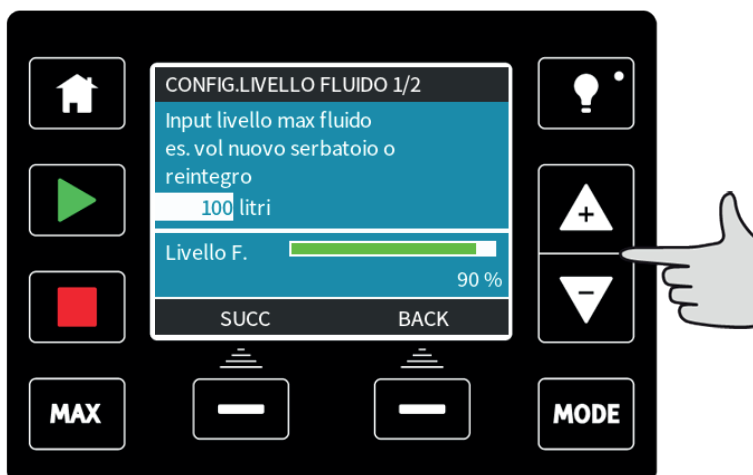 CONFIG.LIVELLO FLUIDO 1/2
Input livello max fluido
es. vol nuovo serbatoio o
reintegro
100 litri
Livello F.
90 %
SUCC BACK
+
-
MAX
MODE